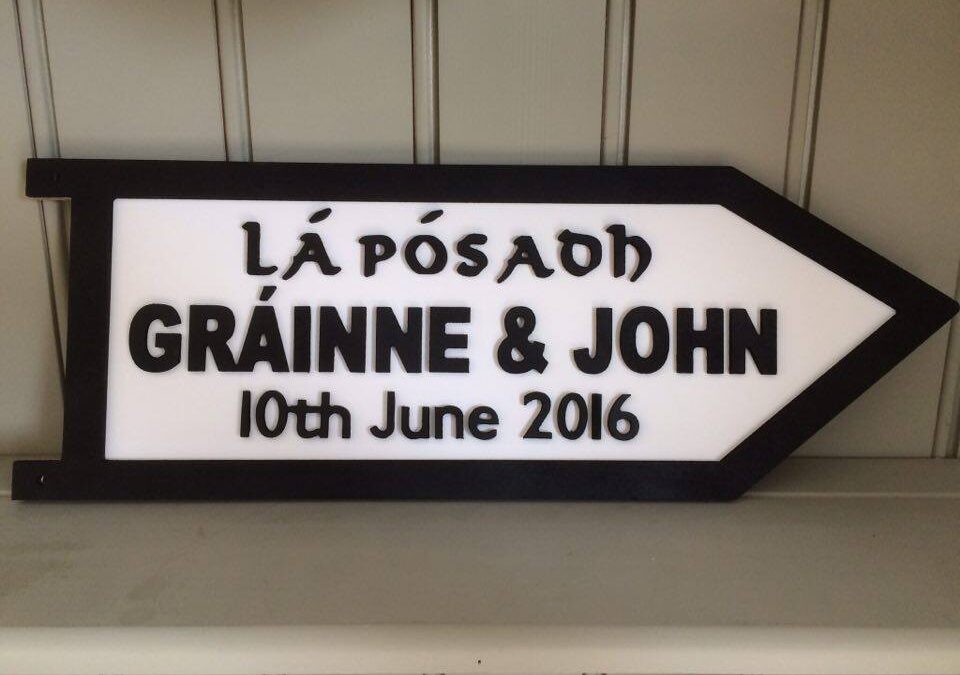 LÁ PÓSADH
GRÁINNE & JOHN
10th June 2016